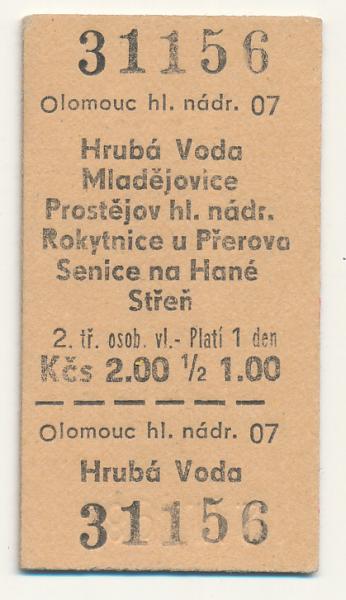 31156
Olomouc hl. nádr. 07
Hrubá Voda
Mladějovice
Prostějov hl. nádr.
Rokytnice u Přerova
Senice na Hané
Střeň
2. tř. osob. vl.- Platí 1 den
Kčs 2.00 ½ 1.00
Olomouc hl. nádr. 07
Hrubá Voda
31156